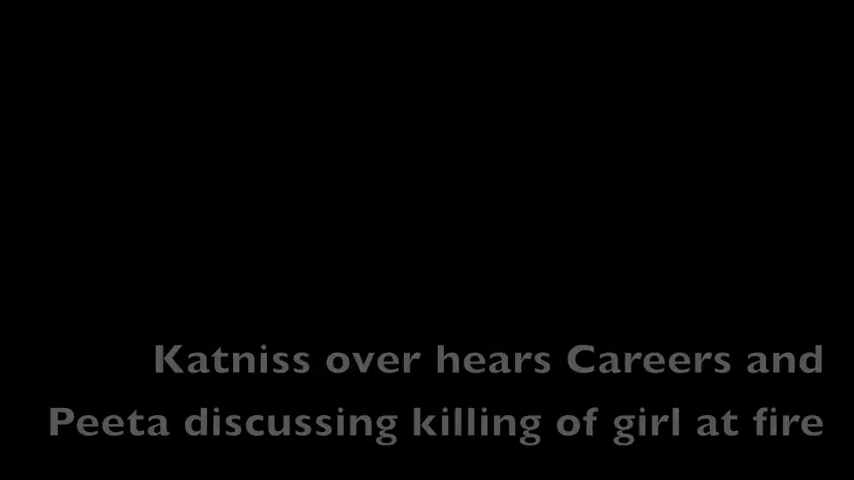 Katniss over hears Careers and
Peeta discussing killing of girl at fire